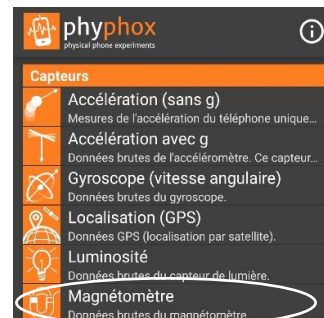 phyphox
physical phone experiments
Capteurs
Accélération (sans g)
Mesures de l'accélération du téléphone unique...
Accélération avec g
Données brutes de l'accéléromètre. Ce capteur...
Gyroscope (vitesse angulaire)
Données brutes du gyroscope.
Localisation (GPS)
Données GPS (localisation par satellite).
Luminosité
Données brutes du capteur de lumière.
Magnétomètre
Données brutes du magnétomètre